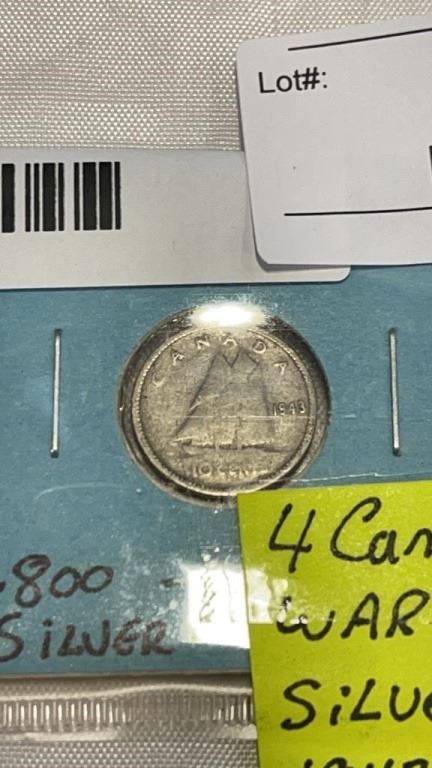 Lot#:
CANADA
1943
10 CENTS
.800 -
SILVER
4 Can
WAR
SILVE